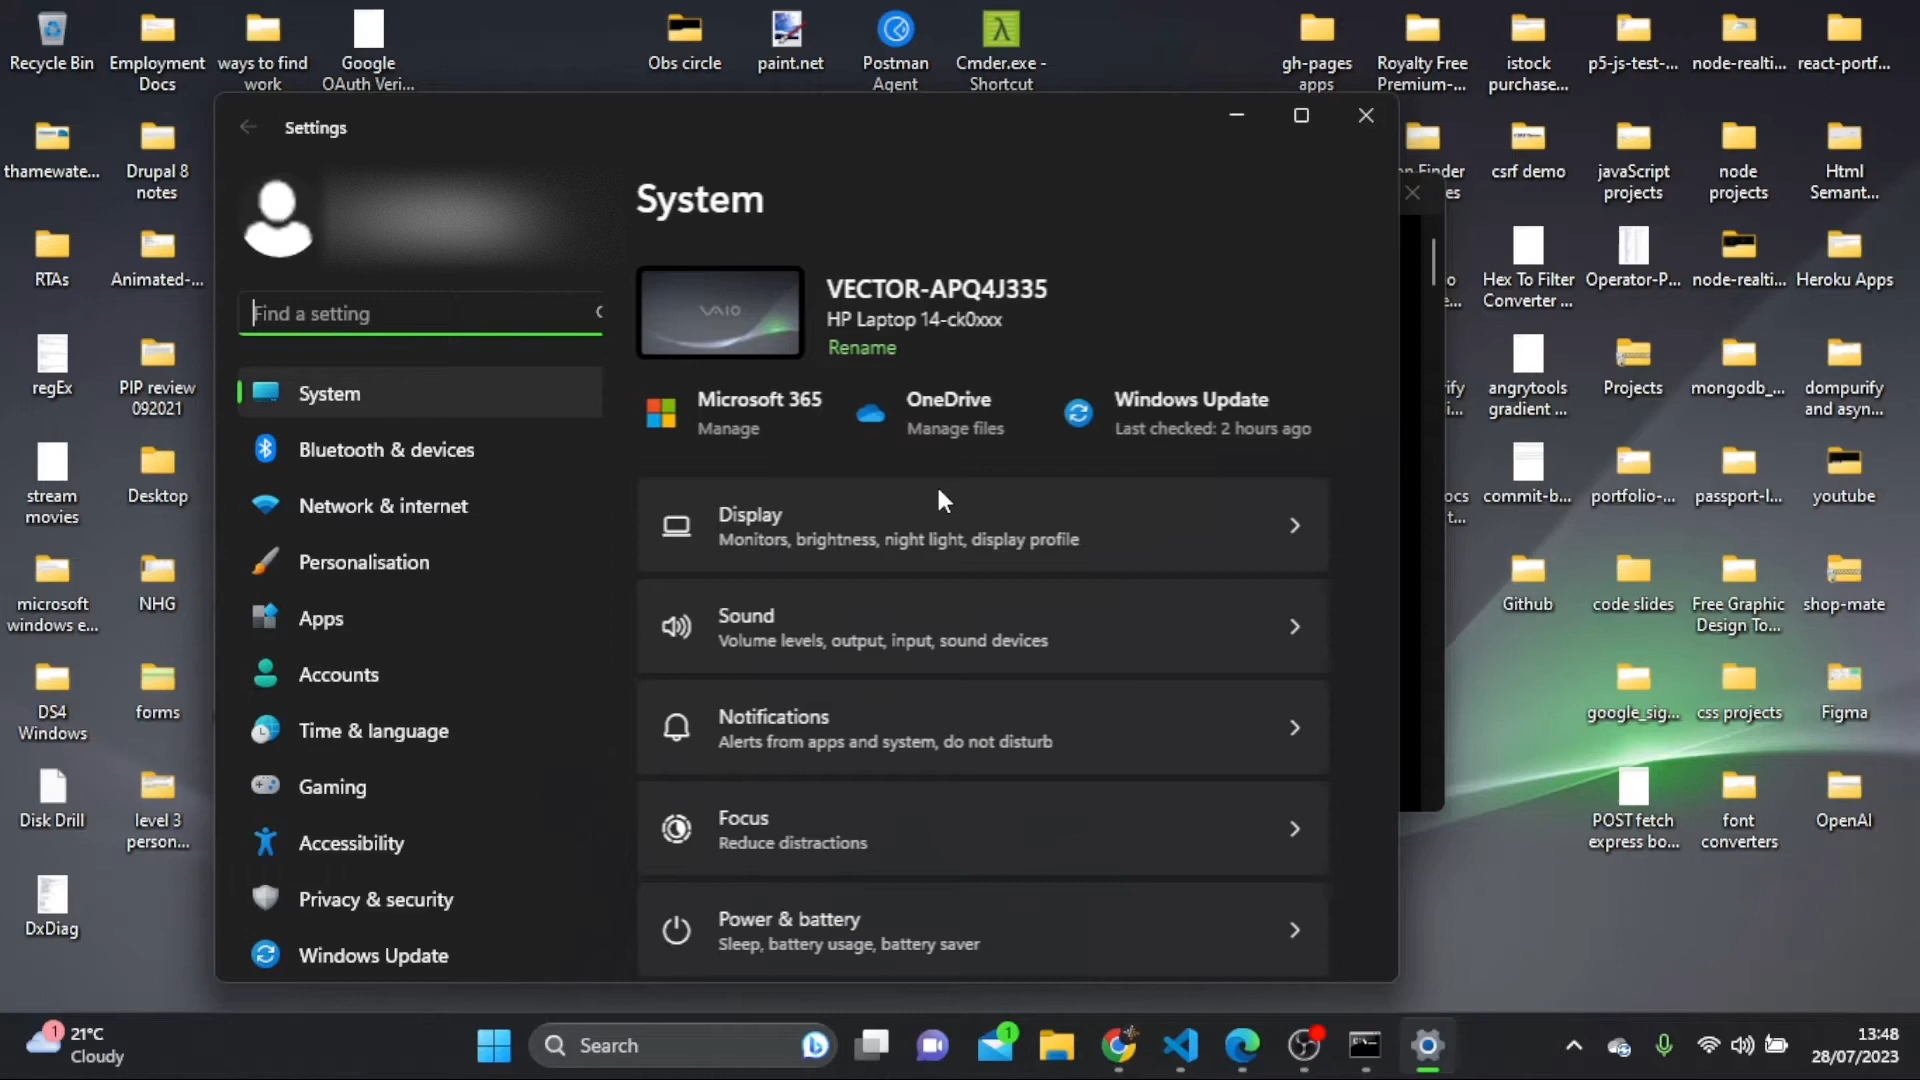 Recycle Bin
Employment
Docs
ways to find
work
Google
OAuth Veri...
Obs circle
paint.net
Postman
Agent
Cmder.exe -
Shortcut
gh-pages
apps
Royalty Free
Premium-...
istock
purchase...
p5-js-test-...
node-realti...
react-portf...
thamewate...
Drupal 8
notes
csrf demo
javaScript
projects
node
projects
Html
Semant...
RTAs
Animated-...
Hex To Filter
Converter ...
Operator-P...
node-realti...
Heroku Apps
regEx
PIP review
092021
angrytools
gradient ...
Projects
mongodb_...
dompurify
and asyn...
stream
movies
Desktop
commit-b...
portfolio-...
passport-l...
youtube
microsoft
windows e...
NHG
Github
code slides
Free Graphic
Design To...
shop-mate
DS4
Windows
forms
google_sig...
css projects
Figma
Disk Drill
level 3
person...
POST fetch
express bo...
font
converters
OpenAI
DxDiag
Settings
Find a setting
System
Bluetooth & devices
Network & internet
Personalisation
Apps
Accounts
Time & language
Gaming
Accessibility
Privacy & security
Windows Update
System
VAIO
VECTOR-APQ4J335
HP Laptop 14-ck0xxx
Rename
Microsoft 365
Manage
OneDrive
Manage files
Windows Update
Last checked: 2 hours ago
Display
Monitors, brightness, night light, display profile
Sound
Volume levels, output, input, sound devices
Notifications
Alerts from apps and system, do not disturb
Focus
Reduce distractions
Power & battery
Sleep, battery usage, battery saver
1
21°C
Cloudy
Search
1
13:48
28/07/2023